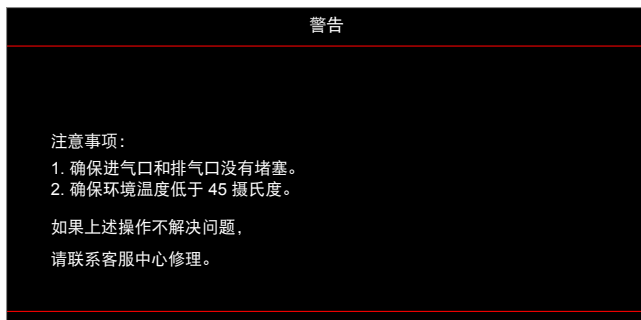 警告
注意事项：
1. 确保进气口和排气口没有堵塞。
2. 确保环境温度低于 45 摄氏度。
如果上述操作不解决问题，
请联系客服中心修理。